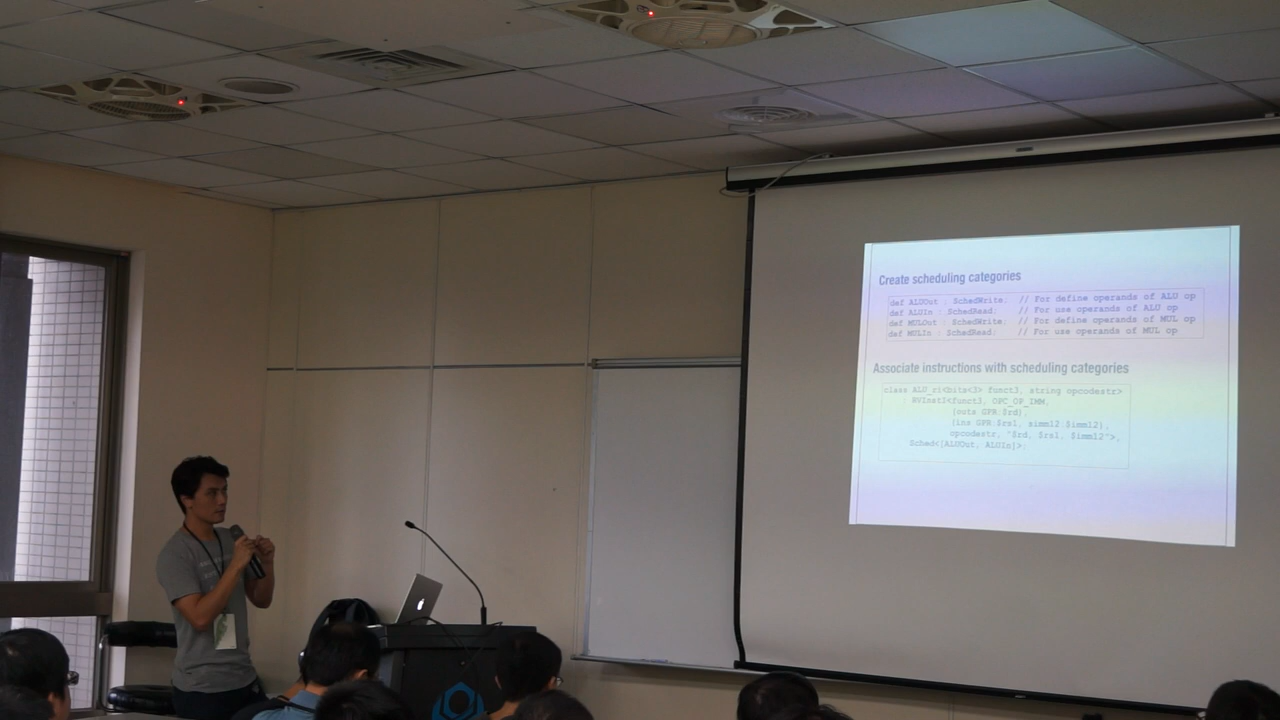 Create scheduling categories
def ALUOut : SchedWrite; // For define operands of ALU op
def ALUIn : SchedRead; // For use operands of ALU op
def MULOut : SchedWrite; // For define operands of MUL op
def MULIn : SchedRead; // For use operands of MUL op
Associate instructions with scheduling categories
class ALU_ri<bits<3> funct3, string opcodestr>
: RVInstI<funct3, OPC_OP_IMM,
(outs GPR:$rd),
(ins GPR:$rs1, simm12:$imm12),
opcodestr, "$rd, $rs1, $imm12">,
Sched<[ALUOut, ALUIn]>;